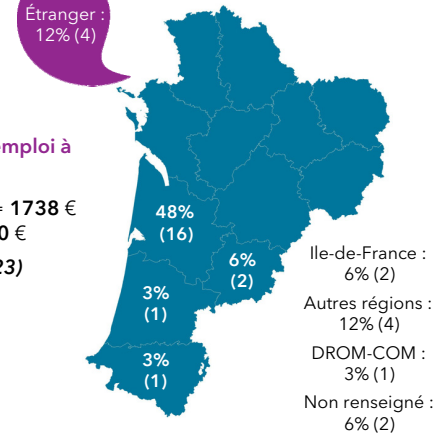 Étranger :
12% (4)
emploi à
= 1738 €
0 €
23)
48%
(16)
6%
(2)
3%
(1)
3%
(1)
Ile-de-France :
6% (2)
Autres régions :
12% (4)
DROM-COM :
3% (1)
Non renseigné :
6% (2)